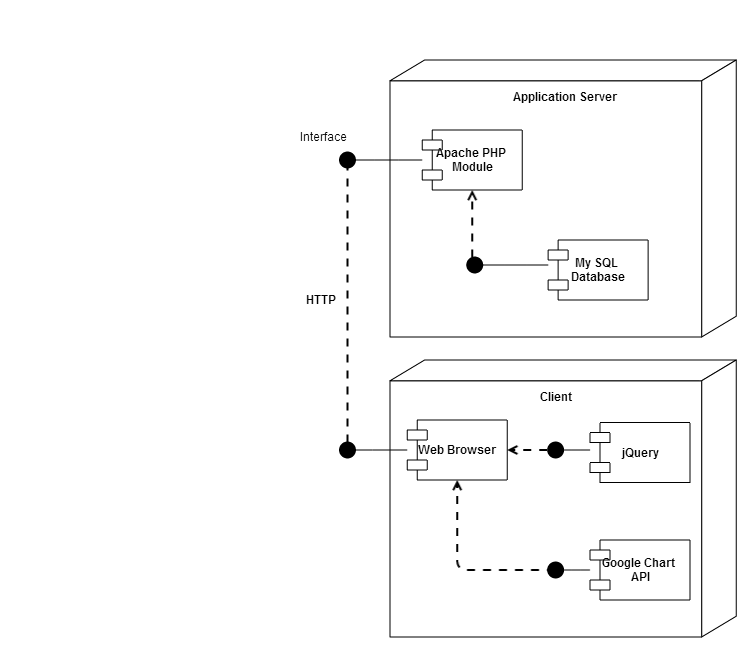 Application Server
Interface
Apache PHP
Module
My SQL
Database
HTTP
Client
Web Browser
jQuery
Google Chart
API